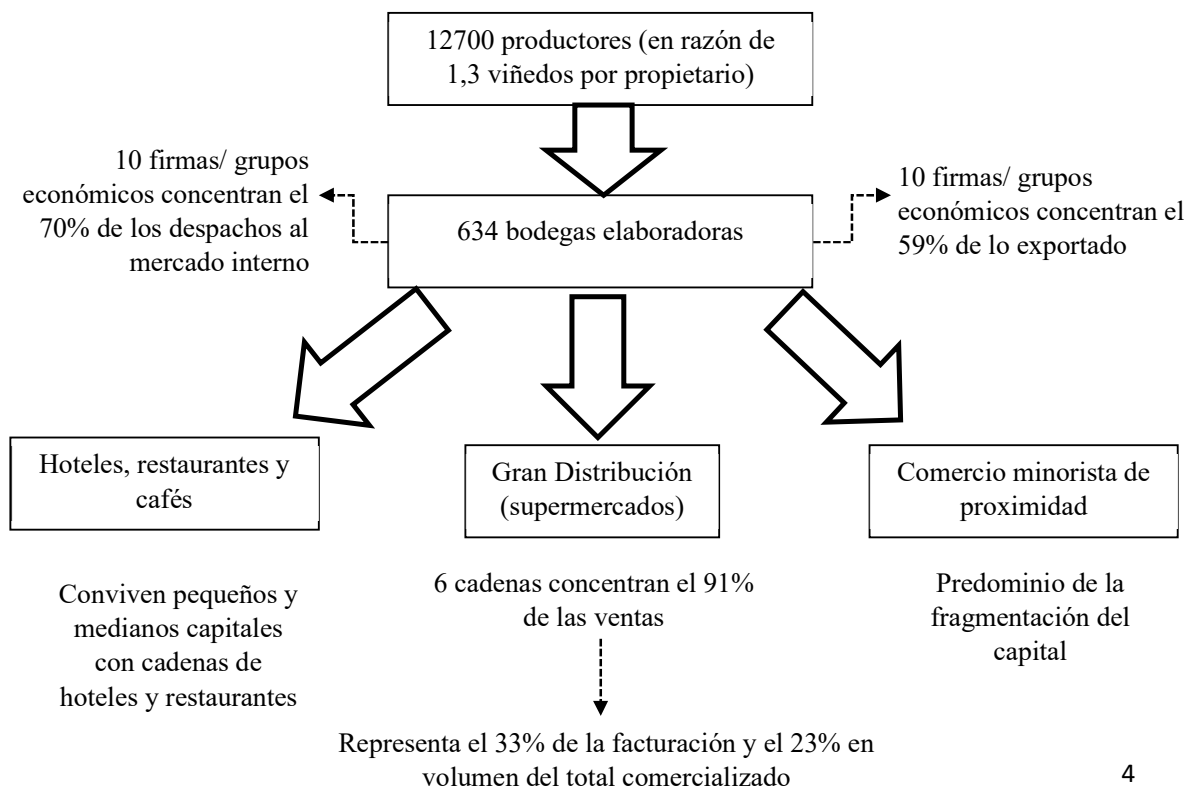 12700 productores (en razón de
1,3 viñedos por propietario)
10 firmas/ grupos
económicos concentran el
70% de los despachos al
mercado interno
634 bodegas elaboradoras
10 firmas/ grupos
económicos concentran el
59% de lo exportado
Hoteles, restaurantes y
cafés
Gran Distribución
(supermercados)
Comercio minorista de
proximidad
Conviven pequeños y
medianos capitales
con cadenas de
hoteles y restaurantes
6 cadenas concentran el 91%
de las ventas
Predominio de la
fragmentación del
capital
Representa el 33% de la facturación y el 23% en
volumen del total comercializado
4